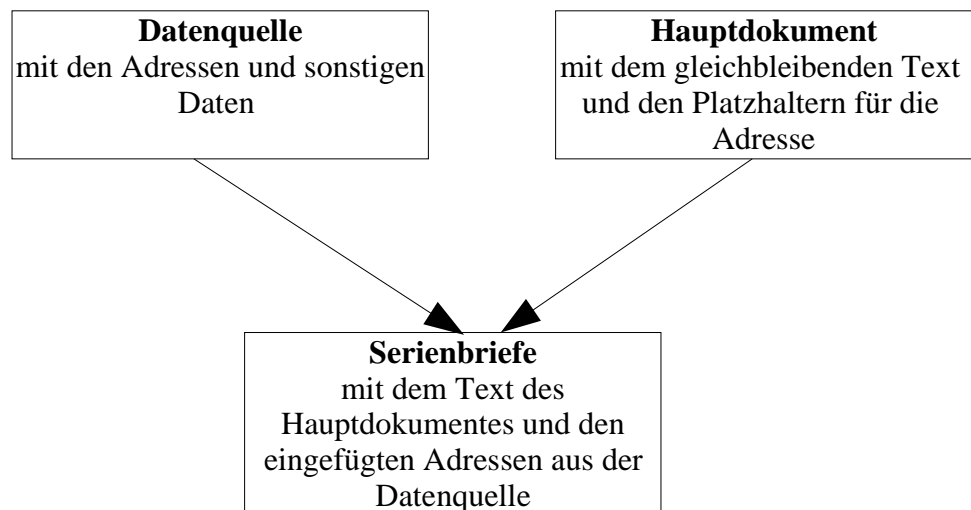 Datenquelle
mit den Adressen und sonstigen
Daten
Hauptdokument
mit dem gleichbleibenden Text
und den Platzhaltern für die
Adresse
Serienbriefe
mit dem Text des
Hauptdokumentes und den
eingefügten Adressen aus der
Datenquelle